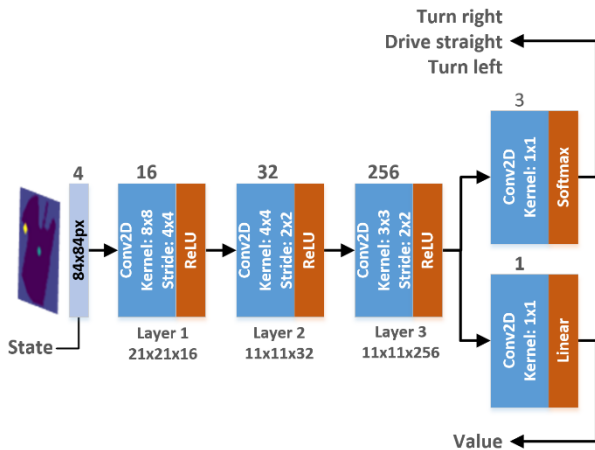 Turn right
Drive straight
Turn left
3
Conv2D
Kernel: 1x1
Softmax
4
84x84px
State
16
Conv2D
Kernel: 8x8
Stride: 4x4
ReLU
Layer 1
21x21x16
32
Conv2D
Kernel: 4x4
Stride: 2x2
ReLU
Layer 2
11x11x32
256
Conv2D
Kernel: 3x3
Stride: 2x2
ReLU
Layer 3
11x11x256
1
Conv2D
Kernel: 1x1
Linear
Value